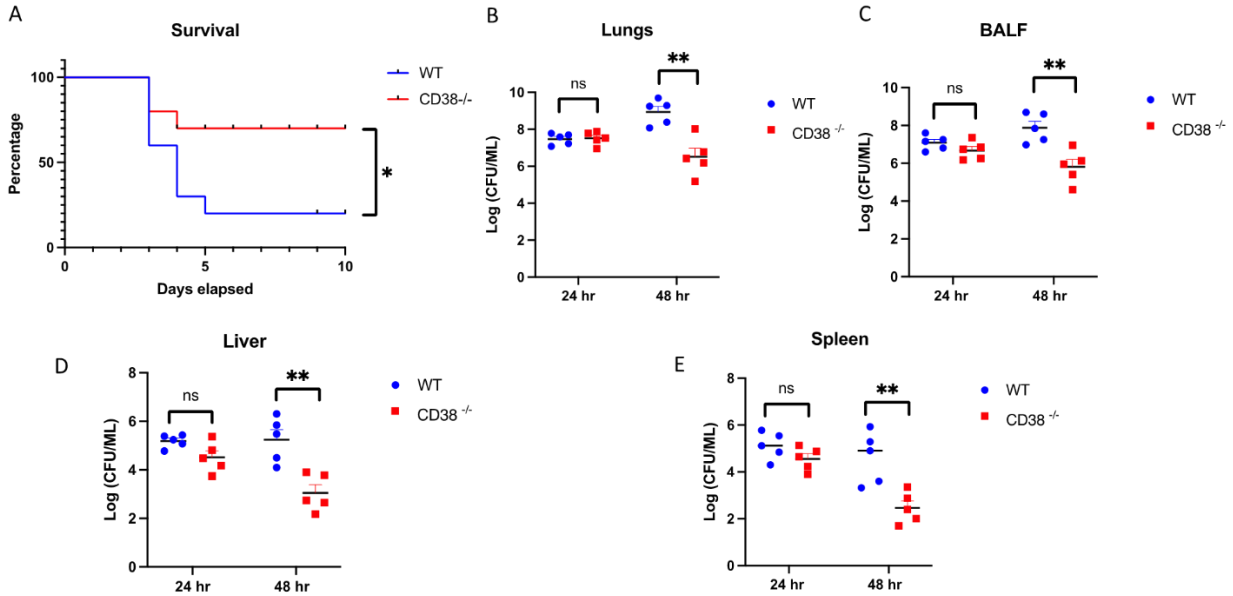 A
Survival
Percentage
100
50
0
0
5
10
Days elapsed
WT
CD38-/-
*
B
Lungs
Log (CFU/ML)
10
8
6
4
2
0
ns
**
24 hr
48 hr
WT
CD38 -/-
C
BALF
Log (CFU/ML)
10
8
6
4
2
0
ns
**
24 hr
48 hr
WT
CD38 -/-
D
Liver
Log (CFU/ML)
8
6
4
2
0
ns
**
24 hr
48 hr
WT
CD38 -/-
E
Spleen
Log (CFU/ML)
8
6
4
2
0
ns
**
24 hr
48 hr
WT
CD38 -/-